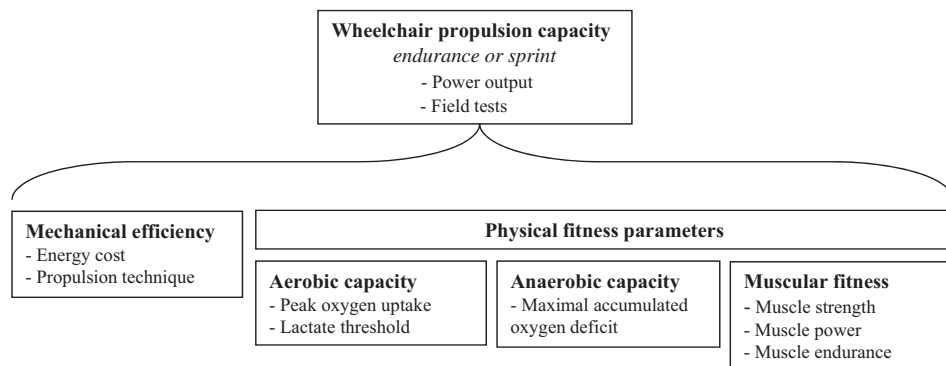 Wheelchair propulsion capacity
endurance or sprint
- Power output
- Field tests
Mechanical efficiency
- Energy cost
- Propulsion technique
Physical fitness parameters
Aerobic capacity
- Peak oxygen uptake
- Lactate threshold
Anaerobic capacity
- Maximal accumulated
oxygen deficit
Muscular fitness
- Muscle strength
- Muscle power
- Muscle endurance